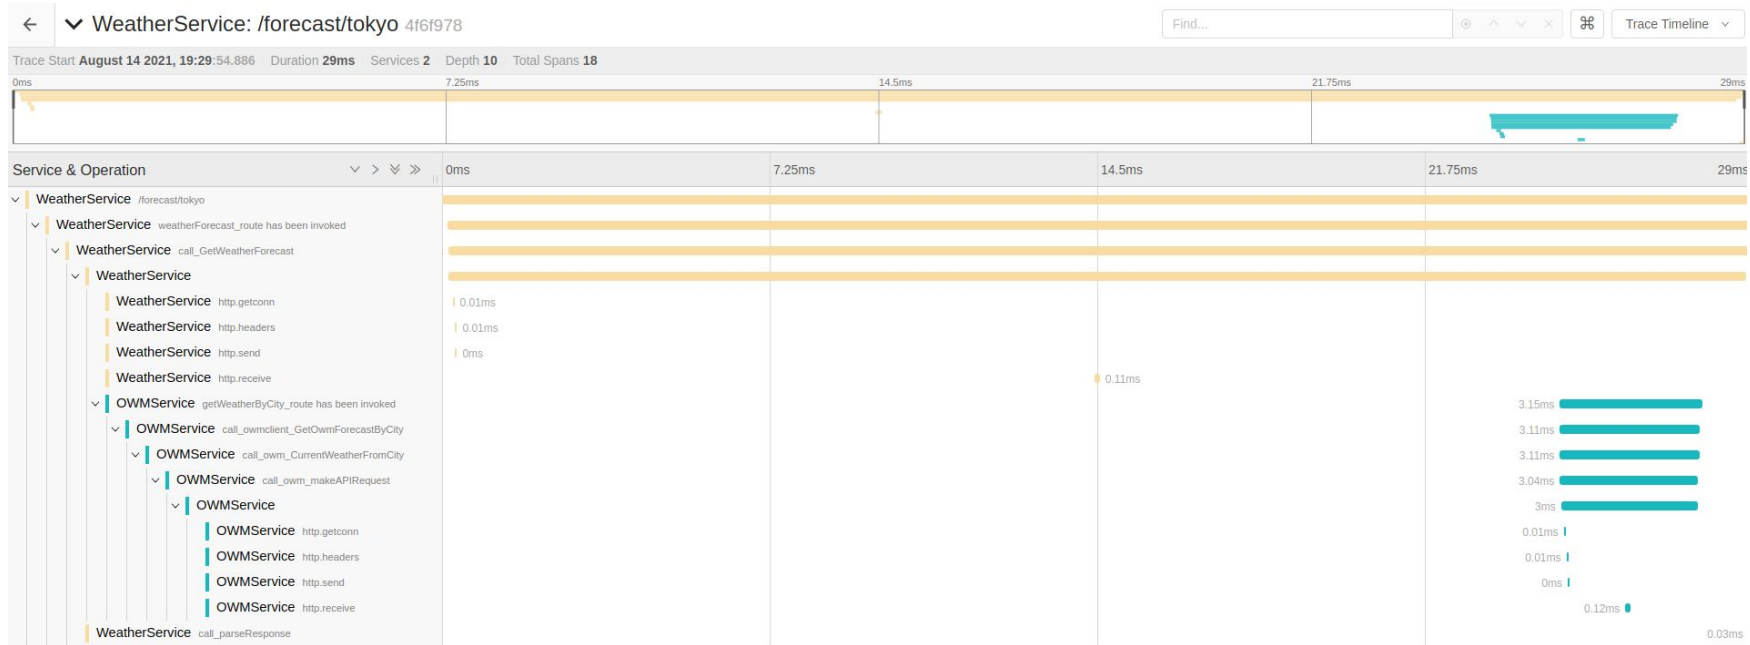 WeatherService: /forecast/tokyo 4f6f978
Find...
⌘
Trace Timeline
Trace Start August 14 2021, 19:29:54.886 Duration 29ms Services 2 Depth 10 Total Spans 18
0ms 7.25ms 14.5ms 21.75ms 29ms
Service & Operation 0ms 7.25ms 14.5ms 21.75ms 29ms
WeatherService /forecast/tokyo
WeatherService weatherForecast_route has been invoked
WeatherService call_GetWeatherForecast
WeatherService
WeatherService http.getconn 0.01ms
WeatherService http.headers 0.01ms
WeatherService http.send 0ms
WeatherService http.receive 0.11ms
OWMService getWeatherByCity_route has been invoked 3.15ms
OWMService call_owmclient_GetOwmForecastByCity 3.11ms
OWMService call_owm_CurrentWeatherFromCity 3.11ms
OWMService call_owm_makeAPIRequest 3.04ms
OWMService 3ms
OWMService http.getconn 0.01ms
OWMService http.headers 0.01ms
OWMService http.send 0ms
OWMService http.receive 0.12ms
WeatherService call_parseResponse 0.03ms